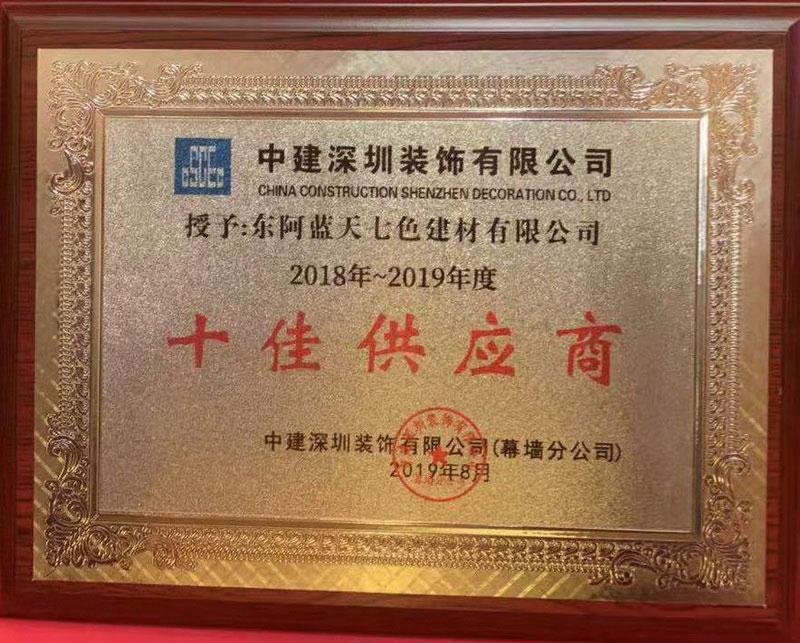 中建深圳装饰有限公司
CHINA CONSTRUCTION SHENZHEN DECORATION CO., LTD
授予:东阿蓝天七色建材有限公司
2018年~2019年度
十佳供应商
中建深圳装饰有限公司(幕墙分公司)
2019年8月